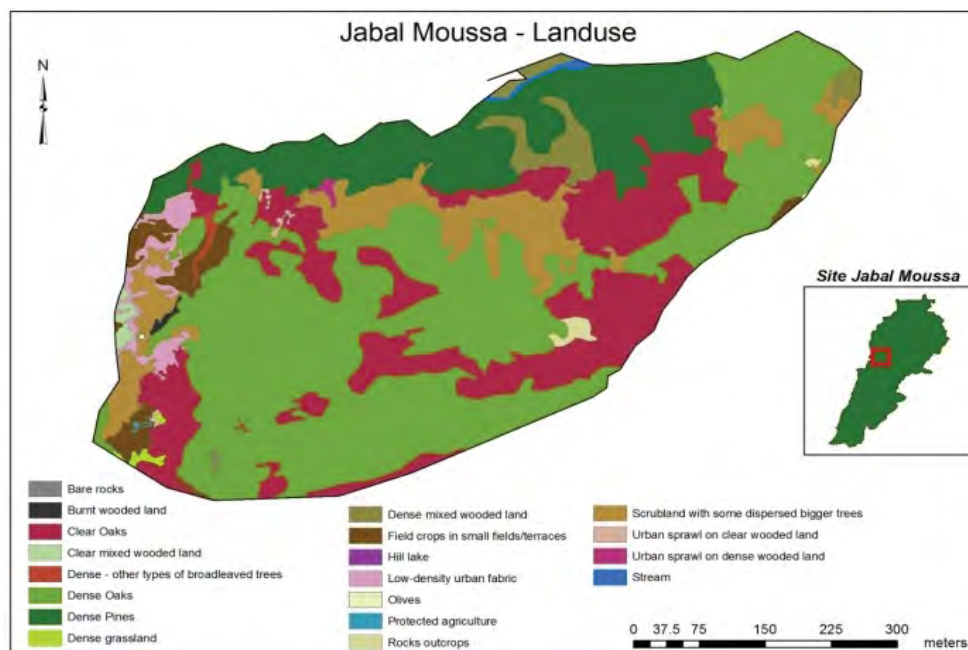 Jabal Moussa - Landuse
N
Site Jabal Moussa
Bare rocks
Burnt wooded land
Clear Oaks
Clear mixed wooded land
Dense - other types of broadleaved trees
Dense Oaks
Dense Pines
Dense grassland
Dense mixed wooded land
Field crops in small fields/terraces
Hill lake
Low-density urban fabric
Olives
Protected agriculture
Rocks outcrops
Scrubland with some dispersed bigger trees
Urban sprawl on clear wooded land
Urban sprawl on dense wooded land
Stream
0 37.5 75 150 225 300
meters